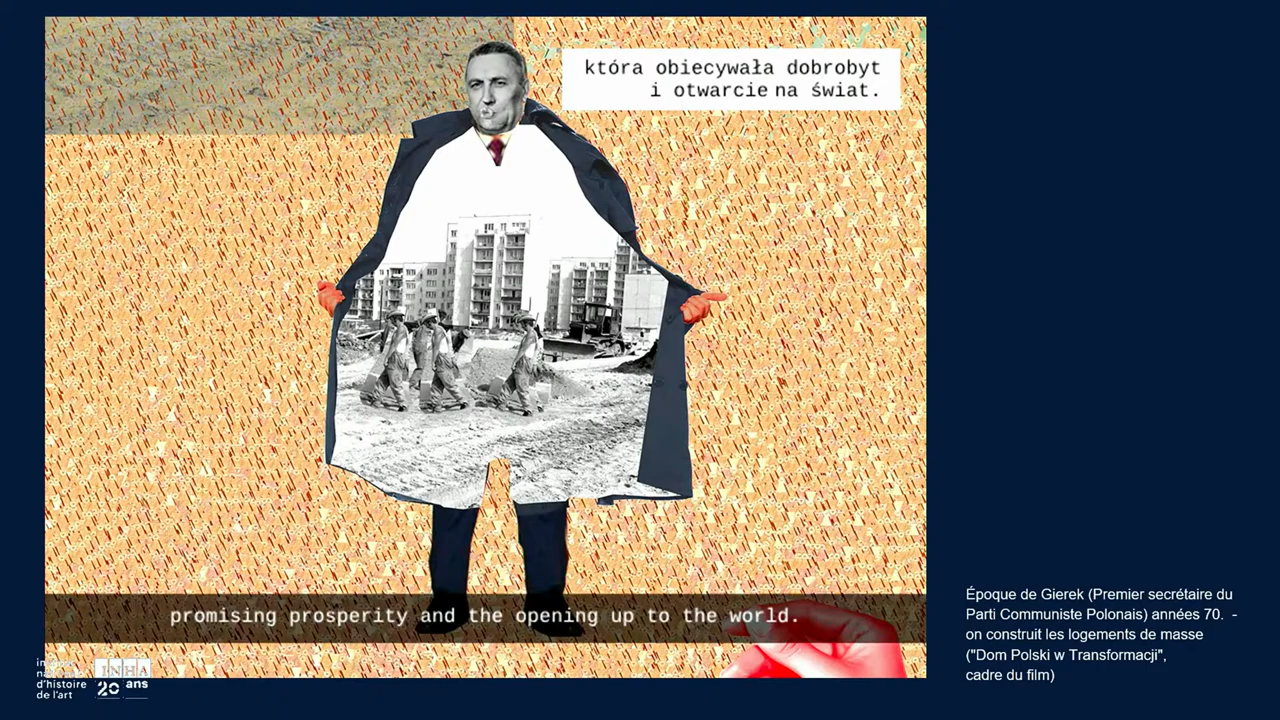 która obiecywała dobrobyt
i otwarcie na świat.
promising prosperity and the opening up to the world.
Époque de Gierek (Premier secrétaire du
Parti Communiste Polonais) années 70. -
on construit les logements de masse
("Dom Polski w Transformacji",
cadre du film)
d'histoire
de l'art
INHA
20 ans